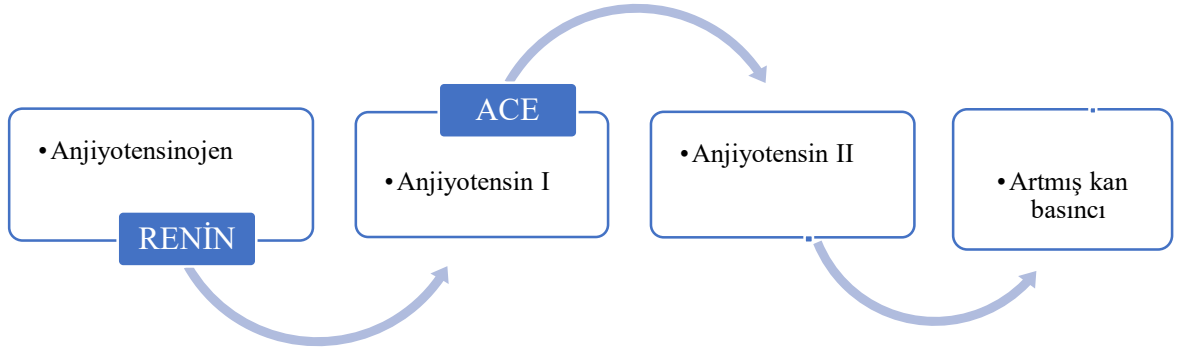 •Anjiyotensinojen
RENİN
ACE
•Anjiyotensin I
•Anjiyotensin II
•Artmış kan
basıncı